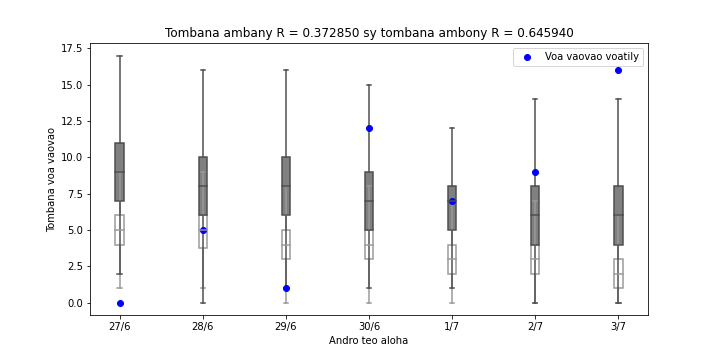 Tombana ambany R = 0.372850 sy tombana ambony R = 0.645940
Voa vaovao voatily
Tombana voa vaovao
17.5
15.0
12.5
10.0
7.5
5.0
2.5
0.0
27/6 28/6 29/6 30/6 1/7 2/7 3/7
Andro teo aloha